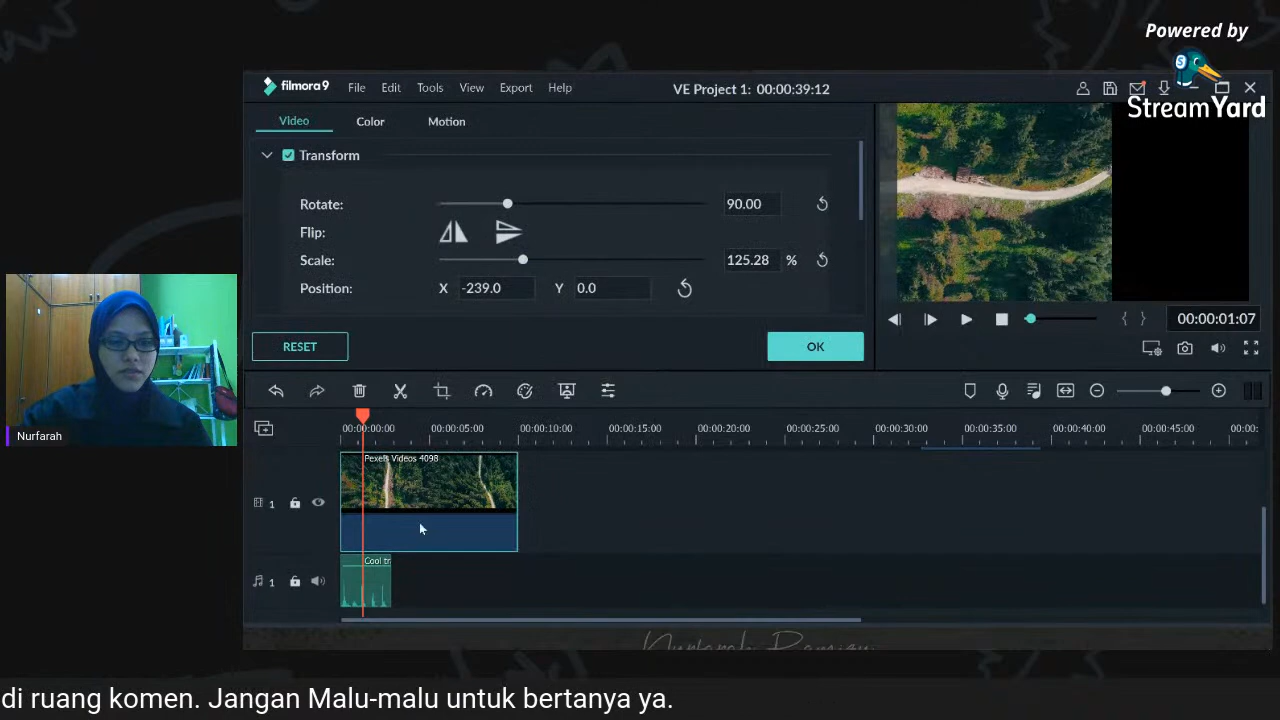 Powered by
StreamYard
filmora9 File Edit Tools View Export Help VE Project 1: 00:00:39:12
Video Color Motion
Transform
Rotate: 90.00
Flip:
Scale: 125.28 %
Position: X -239.0 Y 0.0
RESET OK
00:00:01:07
00:00:00:00 00:00:05:00 00:00:10:00 00:00:15:00 00:00:20:00 00:00:25:00 00:00:30:00 00:00:35:00 00:00:40:00 00:00:45:00 00:00:
Pexels Videos 4098
1
Cool tr
1
Nurfarah
di ruang komen. Jangan Malu-malu untuk bertanya ya.